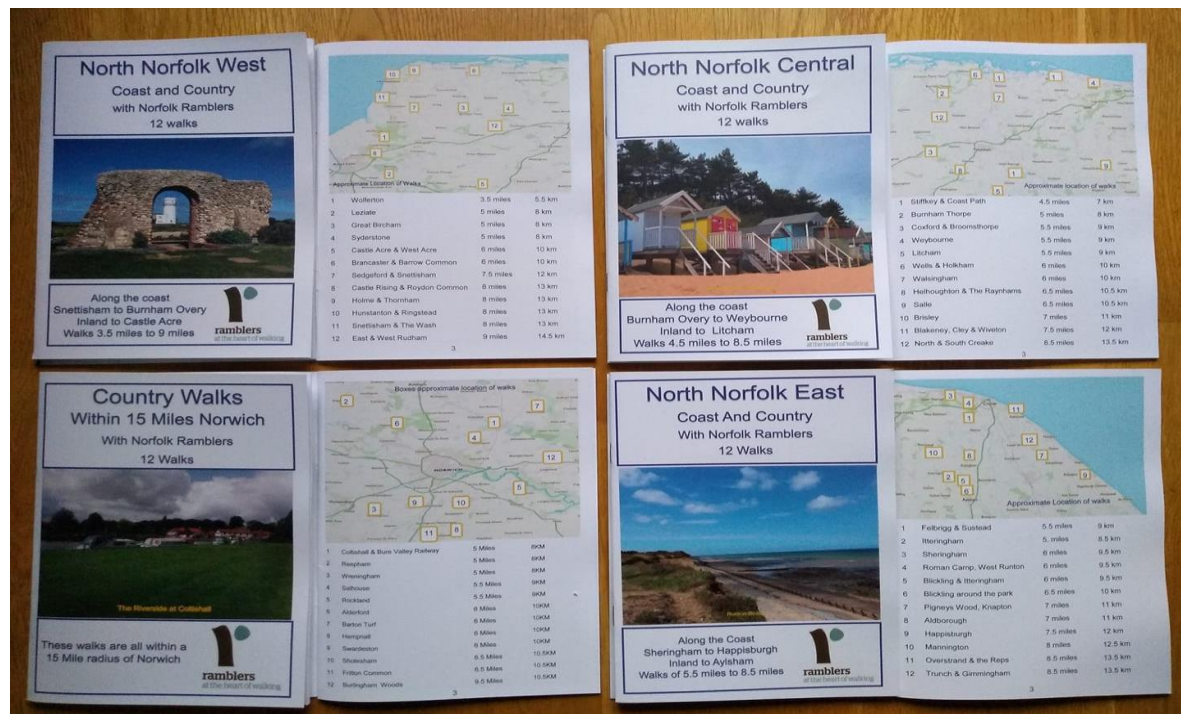 North Norfolk West
Coast and Country
with Norfolk Ramblers
12 walks
Along the coast
Snettisham to Burnham Overy
Inland to Castle Acre
Walks 3.5 miles to 9 miles
ramblers
at the heart of walking
Approximate Location of Walks
1 Wolferton 3.5 miles 5.5 km
2 Leziate 5 miles 8 km
3 Great Bircham 5 miles 8 km
4 Syderstone 5 miles 8 km
5 Castle Acre & West Acre 6 miles 10 km
6 Brancaster & Barrow Common 6 miles 10 km
7 Sedgeford & Snettisham 7.5 miles 12 km
8 Castle Rising & Roydon Common 8 miles 13 km
9 Holme & Thornham 8 miles 13 km
10 Hunstanton & Ringstead 8 miles 13 km
11 Snettisham & The Wash 8 miles 13 km
12 East & West Rudham 9 miles 14.5 km
3
North Norfolk Central
Coast and Country
with Norfolk Ramblers
12 walks
Along the coast
Burnham Overy to Weybourne
Inland to Litcham
Walks 4.5 miles to 8.5 miles
ramblers
at the heart of walking
Approximate location of walks
1 Stiffkey & Coast Path 4.5 miles 7 km
2 Burnham Thorpe 5 miles 8 km
3 Coxford & Broomsthorpe 5.5 miles 9 km
4 Weybourne 5.5 miles 9 km
5 Litcham 5.5 miles 9 km
6 Wells & Holkham 6 miles 10 km
7 Walsingham 6 miles 10 km
8 Helhoughton & The Raynhams 6.5 miles 10.5 km
9 Salle 6.5 miles 10.5 km
10 Brisley 7 miles 11 km
11 Blakeney, Cley & Wiveton 7.5 miles 12 km
12 North & South Creake 8.5 miles 13.5 km
3
Country Walks
Within 15 Miles Norwich
With Norfolk Ramblers
12 Walks
The Riverside at Coltishall
These walks are all within a
15 Mile radius of Norwich
ramblers
at the heart of walking
Boxes approximate location of walks
NORWICH
1 Coltishall & Bure Valley Railway 5 Miles 8KM
2 Reepham 5 Miles 8KM
3 Wreningham 5 Miles 8KM
4 Salhouse 5.5 Miles 9KM
5 Rockland 5.5 Miles 9KM
6 Alderford 6 Miles 10KM
7 Barton Turf 6 Miles 10KM
8 Hempnall 6 Miles 10KM
9 Swardeston 6 Miles 10KM
10 Shotesham 6.5 Miles 10.5KM
11 Fritton Common 6.5 Miles 10.5KM
12 Burlingham Woods 9.5 Miles 10.5KM
3
North Norfolk East
Coast And Country
With Norfolk Ramblers
12 Walks
Along the Coast
Sheringham to Happisburgh
Inland to Aylsham
Walks of 5.5 miles to 8.5 miles
ramblers
at the heart of walking
Approximate Location of Walks
1 Felbrigg & Sustead 5.5 miles 9 km
2 Itteringham 5. miles 8.5 km
3 Sheringham 6 miles 9.5 km
4 Roman Camp, West Runton 6 miles 9.5 km
5 Blickling & Itteringham 6 miles 9.5 km
6 Blickling around the park 6.5 miles 10 km
7 Pigneys Wood, Knapton 7 miles 11 km
8 Aldborough 7 miles 11 km
9 Happisburgh 7.5 miles 12 km
10 Mannington 8 miles 12.5 km
11 Overstrand & the Reps 8.5 miles 13.5 km
12 Trunch & Gimmingham 8.5 miles 13.5 km
3